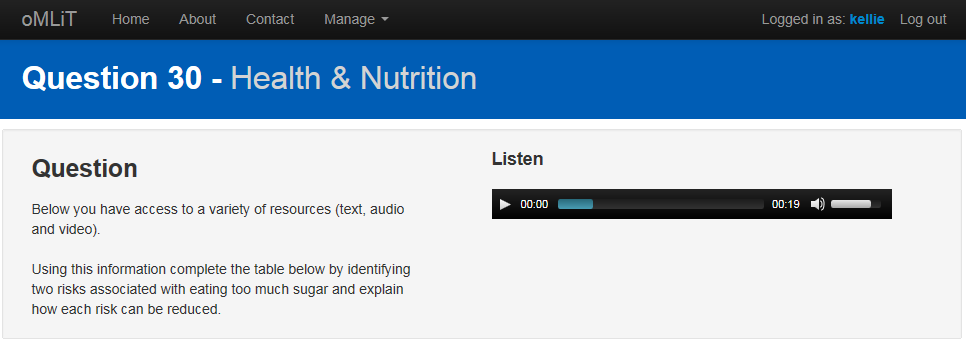 oMLiT Home About Contact Manage Logged in as: kellie Log out
Question 30 - Health & Nutrition
Question
Below you have access to a variety of resources (text, audio
and video).
Using this information complete the table below by identifying
two risks associated with eating too much sugar and explain
how each risk can be reduced.
Listen
00:00 00:19